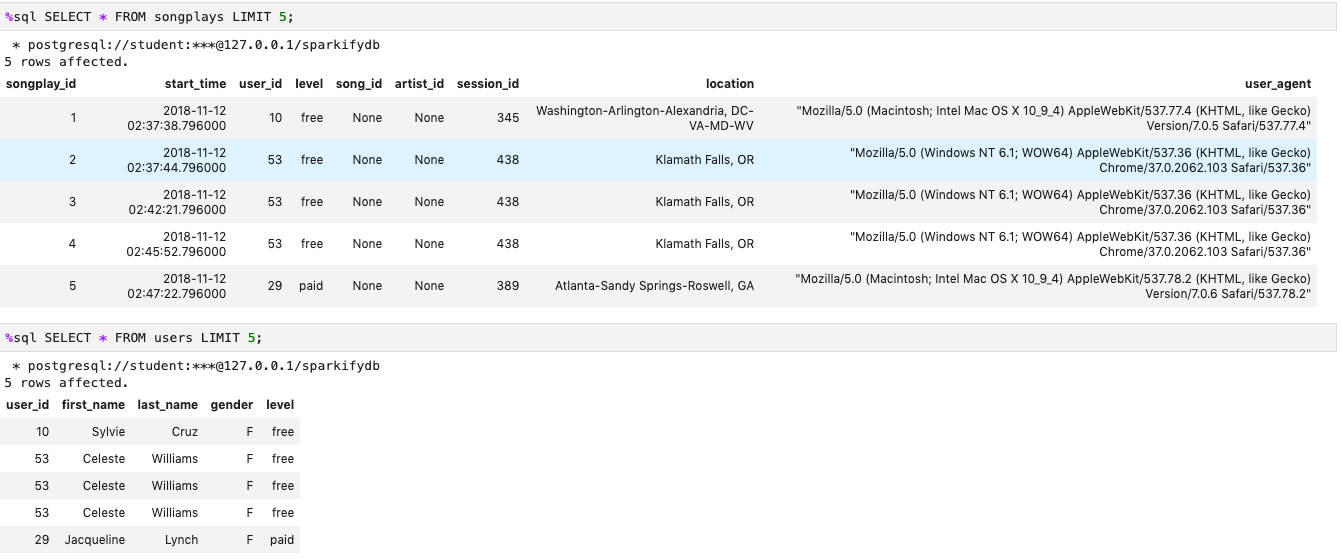 %sql SELECT * FROM songplays LIMIT 5;
* postgresql://student:***@127.0.0.1/sparkifydb
5 rows affected.
songplay_id start_time user_id level song_id artist_id session_id location user_agent
1 2018-11-12 02:37:38.796000 10 free None None 345 Washington-Arlington-Alexandria, DC-VA-MD-WV "Mozilla/5.0 (Macintosh; Intel Mac OS X 10_9_4) AppleWebKit/537.77.4 (KHTML, like Gecko) Version/7.0.5 Safari/537.77.4"
2 2018-11-12 02:37:44.796000 53 free None None 438 Klamath Falls, OR "Mozilla/5.0 (Windows NT 6.1; WOW64) AppleWebKit/537.36 (KHTML, like Gecko) Chrome/37.0.2062.103 Safari/537.36"
3 2018-11-12 02:42:21.796000 53 free None None 438 Klamath Falls, OR "Mozilla/5.0 (Windows NT 6.1; WOW64) AppleWebKit/537.36 (KHTML, like Gecko) Chrome/37.0.2062.103 Safari/537.36"
4 2018-11-12 02:45:52.796000 53 free None None 438 Klamath Falls, OR "Mozilla/5.0 (Windows NT 6.1; WOW64) AppleWebKit/537.36 (KHTML, like Gecko) Chrome/37.0.2062.103 Safari/537.36"
5 2018-11-12 02:47:22.796000 29 paid None None 389 Atlanta-Sandy Springs-Roswell, GA "Mozilla/5.0 (Macintosh; Intel Mac OS X 10_9_4) AppleWebKit/537.78.2 (KHTML, like Gecko) Version/7.0.6 Safari/537.78.2"
%sql SELECT * FROM users LIMIT 5;
* postgresql://student:***@127.0.0.1/sparkifydb
5 rows affected.
user_id first_name last_name gender level
10 Sylvie Cruz F free
53 Celeste Williams F free
53 Celeste Williams F free
53 Celeste Williams F free
29 Jacqueline Lynch F paid